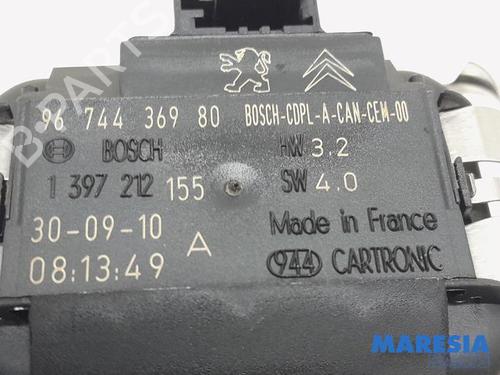 96 744 369 80 BOSCH-CDPL-A-CAN-CEM-00
BOSCH HW 3.2
1 397 212 155 SW 4.0
30-09-10 A Made in France
08:13:49 944 CARTRONIC
B-PARTS
MARESIA